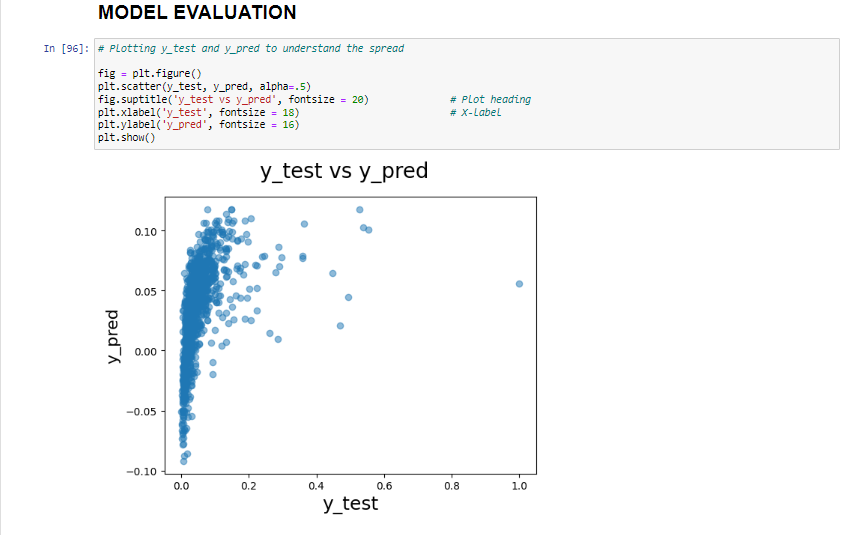 MODEL EVALUATION
In [96]: # Plotting y_test and y_pred to understand the spread
fig = plt.figure()
plt.scatter(y_test, y_pred, alpha=.5)
fig.suptitle('y_test vs y_pred', fontsize = 20) # Plot heading
plt.xlabel('y_test', fontsize = 18) # X-label
plt.ylabel('y_pred', fontsize = 16)
plt.show()
y_test vs y_pred
0.10
0.05
0.00
−0.05
−0.10
y_pred
0.0 0.2 0.4 0.6 0.8 1.0
y_test